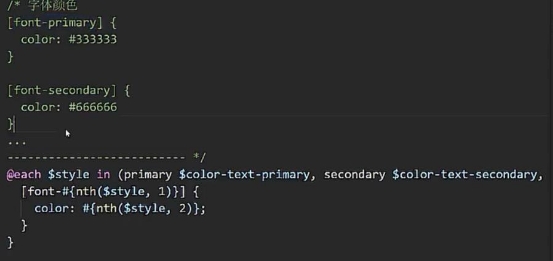 /* 字体颜色
[font-primary] {
  color: #333333
}
[font-secondary] {
  color: #666666
}
...
-------------------------- */
@each $style in (primary $color-text-primary, secondary $color-text-secondary,
  [font-#{nth($style, 1)}] {
    color: #{nth($style, 2)};
  }
}